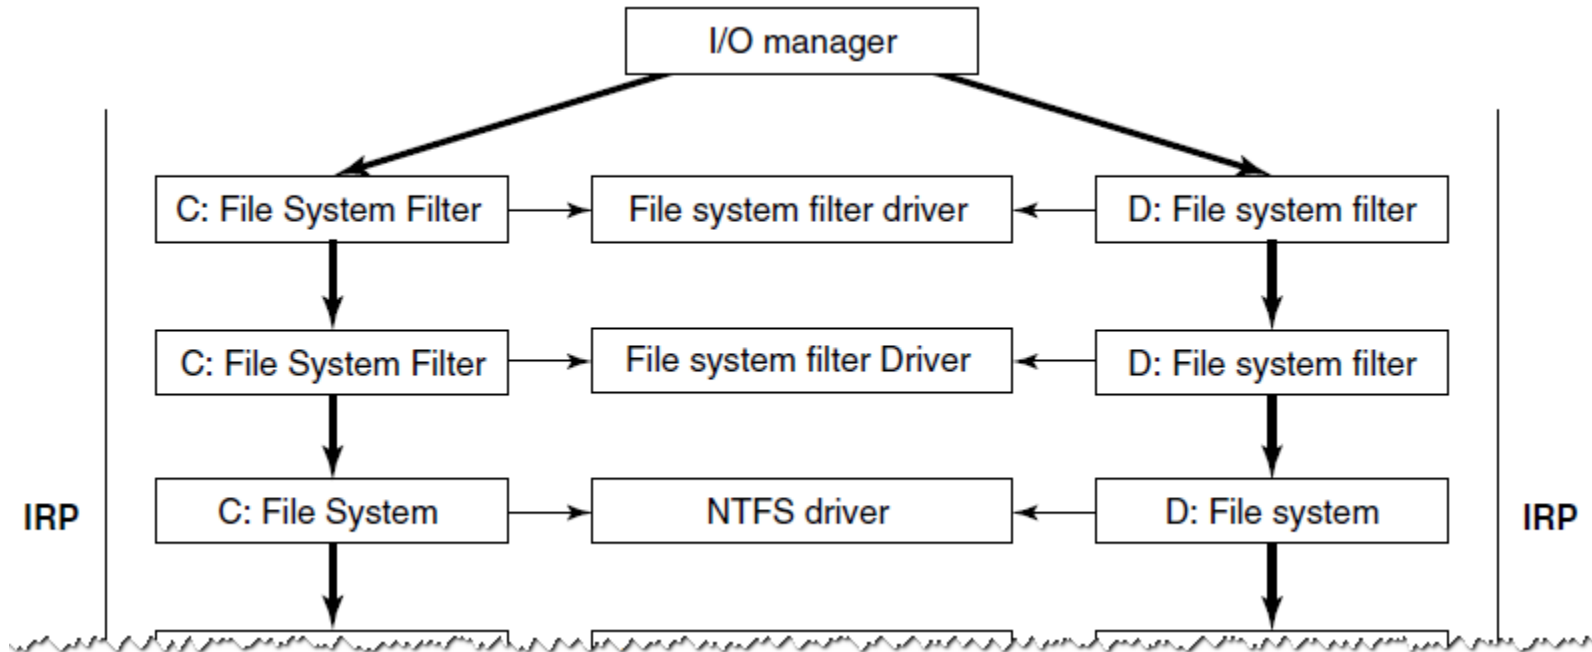 I/O manager
C: File System Filter
File system filter driver
D: File system filter
C: File System Filter
File system filter Driver
D: File system filter
IRP
C: File System
NTFS driver
D: File system
IRP